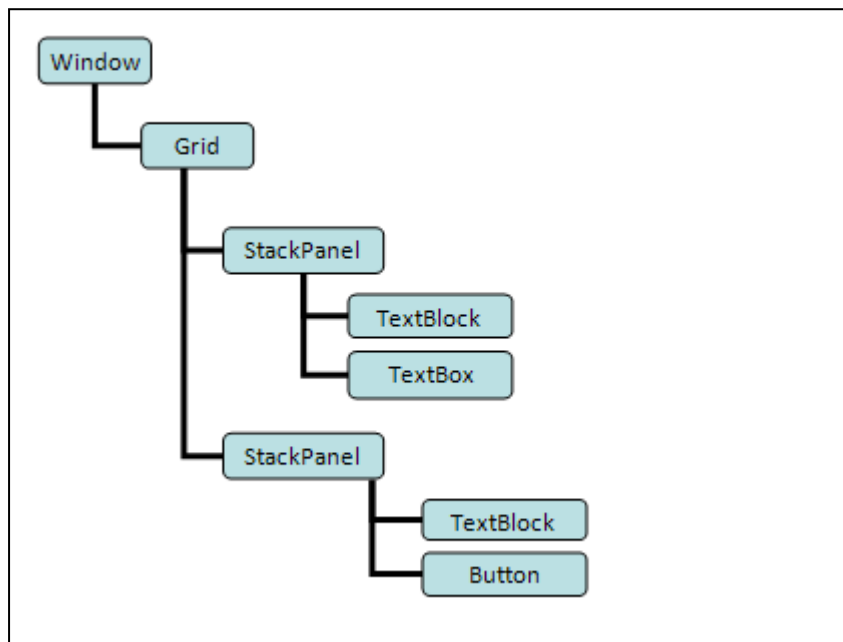 Window
Grid
StackPanel
TextBlock
TextBox
StackPanel
TextBlock
Button